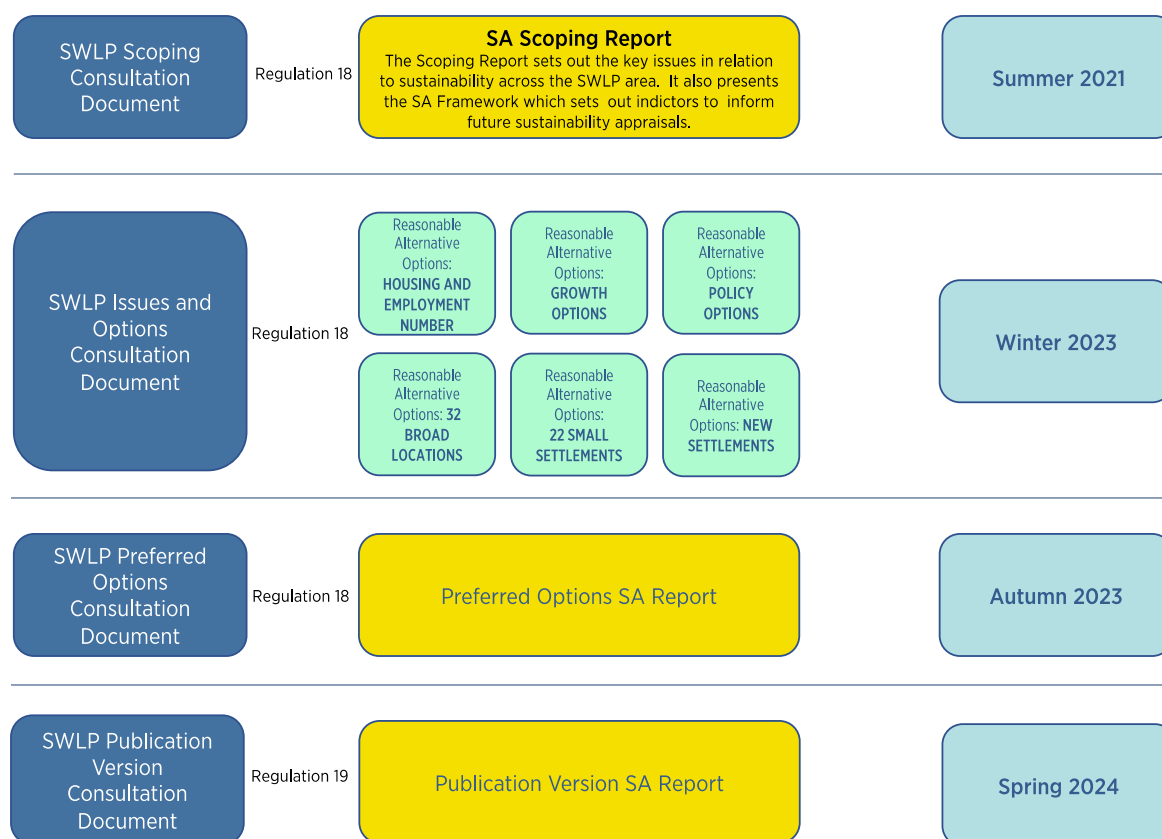 SWLP Scoping
Consultation
Document
Regulation 18
SA Scoping Report
The Scoping Report sets out the key issues in relation
to sustainability across the SWLP area. It also presents
the SA Framework which sets out indictors to inform
future sustainability appraisals.
Summer 2021
SWLP Issues and
Options
Consultation
Document
Regulation 18
Reasonable
Alternative
Options:
HOUSING AND
EMPLOYMENT
NUMBER
Reasonable
Alternative
Options:
GROWTH
OPTIONS
Reasonable
Alternative
Options:
POLICY
OPTIONS
Reasonable
Alternative
Options: 32
BROAD
LOCATIONS
Reasonable
Alternative
Options:
22 SMALL
SETTLEMENTS
Reasonable
Alternative
Options: NEW
SETTLEMENTS
Winter 2023
SWLP Preferred
Options
Consultation
Document
Regulation 18
Preferred Options SA Report
Autumn 2023
SWLP Publication
Version
Consultation
Document
Regulation 19
Publication Version SA Report
Spring 2024